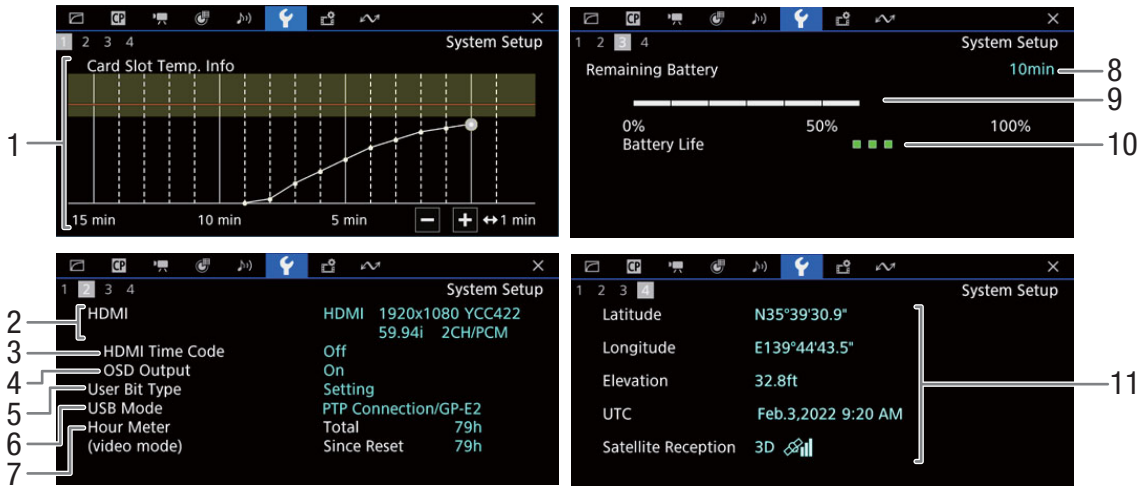 CP
1 2 3 4
System Setup
Card Slot Temp. Info
15 min 10 min 5 min − + ↔ 1 min
1
CP
1 2 3 4
System Setup
Remaining Battery 10min
0% 50% 100%
Battery Life
8
9
10
CP
1 2 3 4
System Setup
HDMI HDMI 1920x1080 YCC422
59.94i 2CH/PCM
HDMI Time Code Off
OSD Output On
User Bit Type Setting
USB Mode PTP Connection/GP-E2
Hour Meter Total 79h
(video mode) Since Reset 79h
2
3
4
5
6
7
CP
1 2 3 4
System Setup
Latitude N35°39'30.9"
Longitude E139°44'43.5"
Elevation 32.8ft
UTC Feb.3,2022 9:20 AM
Satellite Reception 3D
11